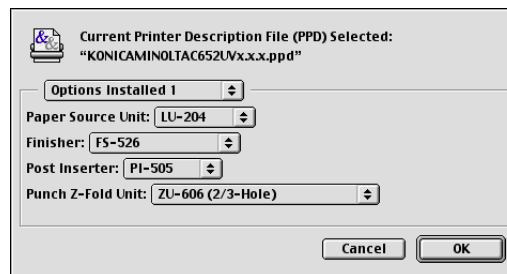 Current Printer Description File (PPD) Selected:
“KONICAMINOLTAC652UVx.x.x.ppd”
Options Installed 1
Paper Source Unit: LU-204
Finisher: FS-526
Post Inserter: PI-505
Punch Z-Fold Unit: ZU-606 (2/3-Hole)
Cancel OK